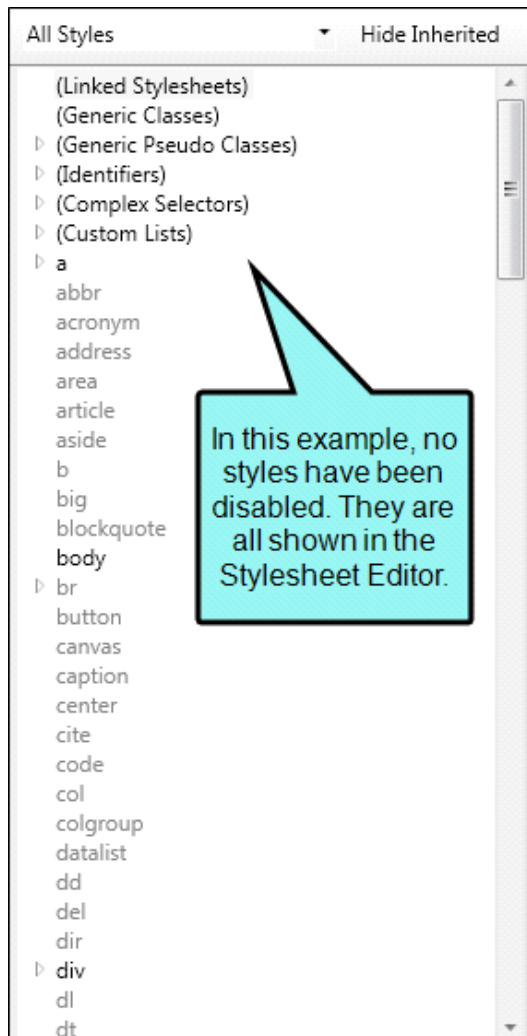 All Styles Hide Inherited
(Linked Stylesheets)
(Generic Classes)
(Generic Pseudo Classes)
(Identifiers)
(Complex Selectors)
(Custom Lists)
a
abbr
acronym
address
area
article
aside
b
big
blockquote
body
br
button
canvas
caption
center
cite
code
col
colgroup
datalist
dd
del
dir
div
dl
dt
In this example, no
styles have been
disabled. They are
all shown in the
Stylesheet Editor.